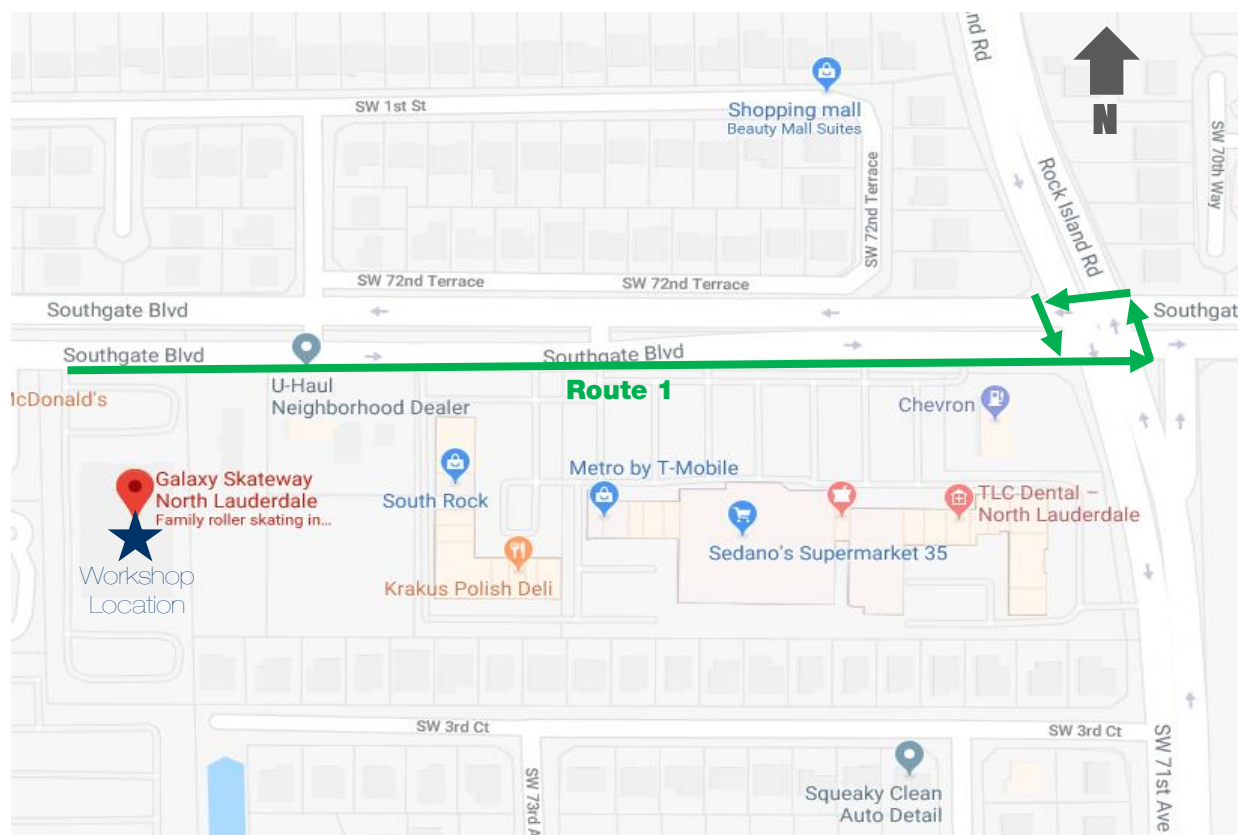 nd Rd
SW 1st St
Shopping mall
Beauty Mall Suites
N
SW 70th Way
Rock Island Rd
SW 72nd Terrace
SW 72nd Terrace
SW 72nd Terrace
Southgate Blvd
Southgat
Southgate Blvd
Southgate Blvd
U-Haul
Neighborhood Dealer
Route 1
cDonald's
Chevron
Galaxy Skateway
North Lauderdale
Family roller skating in...
South Rock
Metro by T-Mobile
TLC Dental –
North Lauderdale
Sedano's Supermarket 35
Workshop
Location
Krakus Polish Deli
SW 3rd Ct
SW 3rd Ct
SW 71st Ave
SW 73rd A
Squeaky Clean
Auto Detail